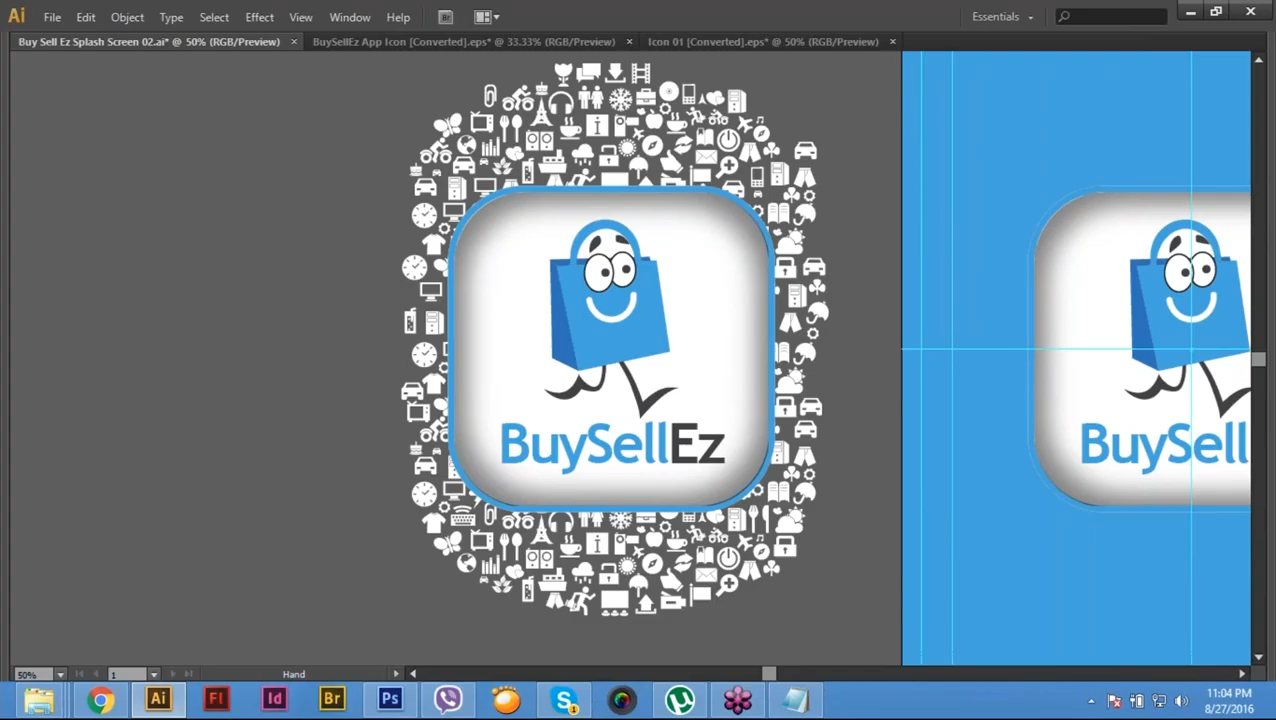 Ai File Edit Object Type Select Effect View Window Help Br Essentials
Buy Sell Ez Splash Screen 02.ai* @ 50% (RGB/Preview) × BuySellEz App Icon [Converted].eps* @ 33.33% (RGB/Preview) × Icon 01 [Converted].eps* @ 50% (RGB/Preview) ×
BuySellEz
BuySell
50% 1 Hand
Ai Fl Id Br Ps
11:04 PM
8/27/2016